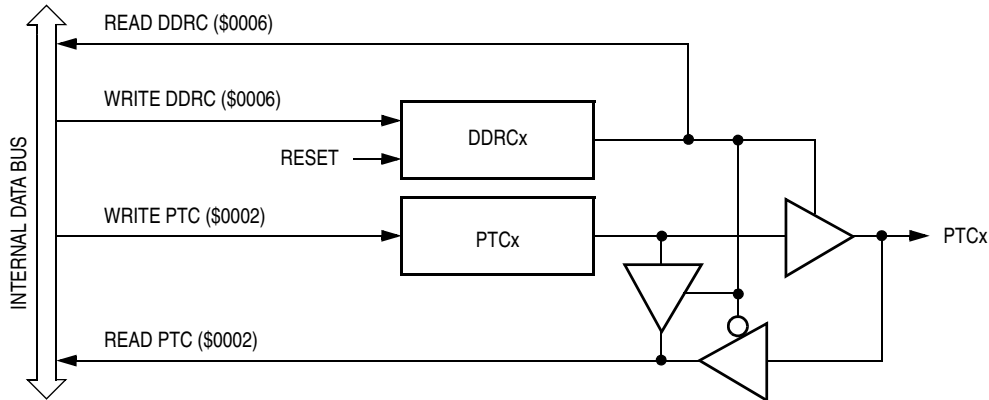 READ DDRC ($0006)
WRITE DDRC ($0006)
DDRCx
RESET
INTERNAL DATA BUS
WRITE PTC ($0002)
PTCx
PTCx
READ PTC ($0002)